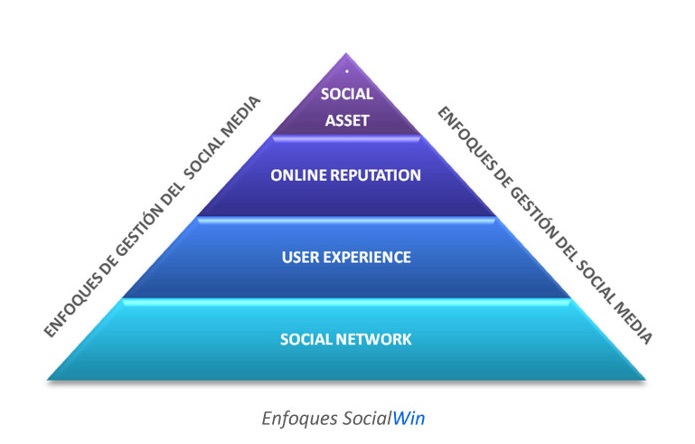 SOCIAL
ASSET
ONLINE REPUTATION
USER EXPERIENCE
SOCIAL NETWORK
ENFOQUES DE GESTIÓN DEL SOCIAL MEDIA
ENFOQUES DE GESTIÓN DEL SOCIAL MEDIA
Enfoques SocialWin